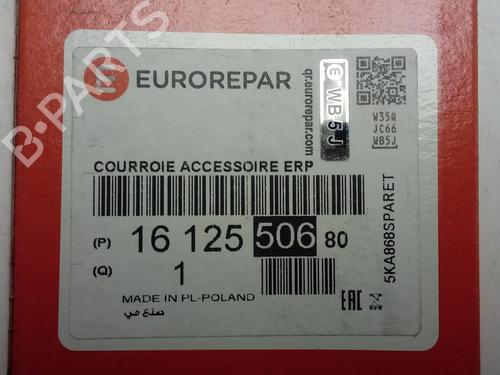 EUROREPAR
qr.eurorepar.com
WB5J
W35Q
JC66
WB5J
COURROIE ACCESSOIRE ERP
(P) 16 125 506 80
(Q) 1
MADE IN PL-POLAND
صنع في
EAC
5KA868SPARET
B-PARTS